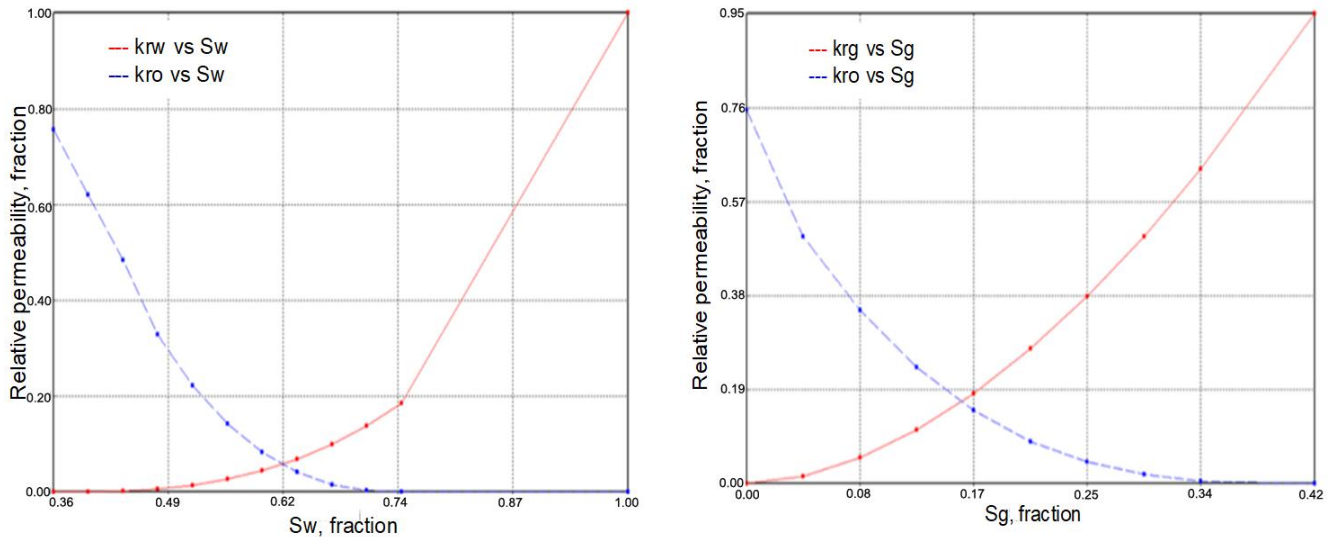 1.00
krw vs Sw
kro vs Sw
0.80
0.60
0.40
0.20
0.00
Relative permeability, fraction
0.36 0.49 0.62 0.74 0.87 1.00
Sw, fraction
0.95
krg vs Sg
kro vs Sg
0.76
0.57
0.38
0.19
0.00
Relative permeability, fraction
0.00 0.08 0.17 0.25 0.34 0.42
Sg, fraction